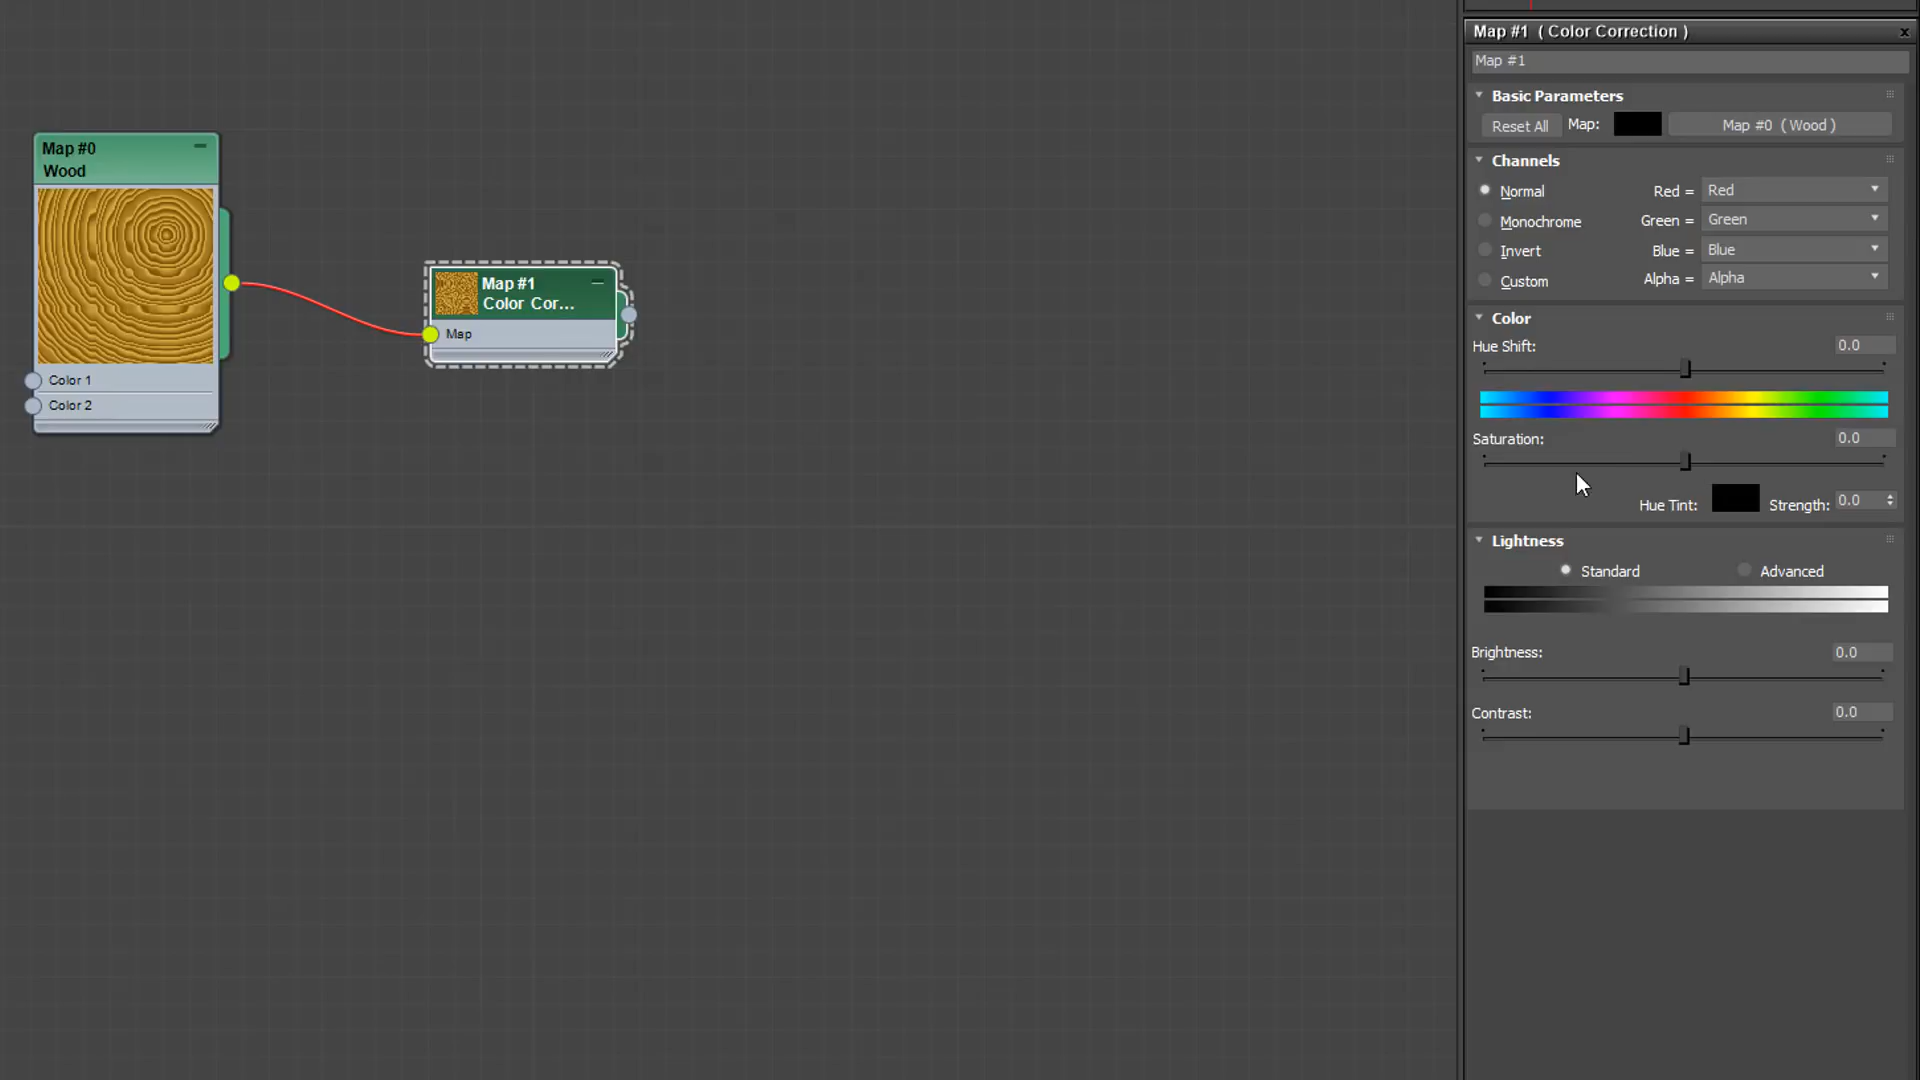 Map #0
Wood
Color 1
Color 2
Map #1
Color Cor...
Map
Map #1 ( Color Correction )
x
Map #1
Basic Parameters
Reset All Map: Map #0 ( Wood )
Channels
Normal Red = Red
Monochrome Green = Green
Invert Blue = Blue
Custom Alpha = Alpha
Color
Hue Shift: 0.0
Saturation: 0.0
Hue Tint: Strength: 0.0
Lightness
Standard Advanced
Brightness: 0.0
Contrast: 0.0